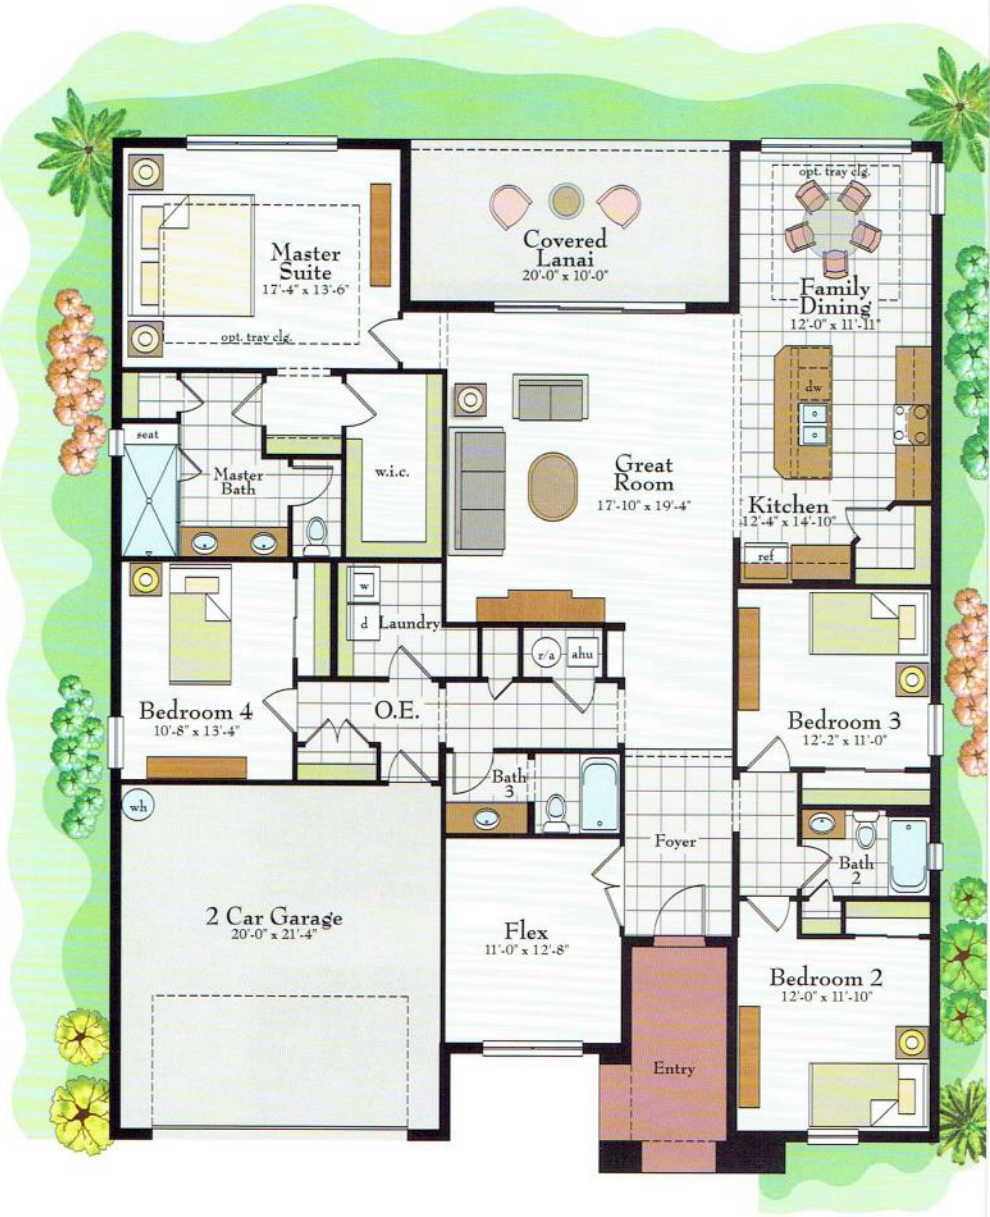 opt. tray clg.
Master
Suite
17'-4" x 13'-6"
opt. tray clg.
Covered
Lanai
20'-0" x 10'-0"
Family
Dining
12'-0" x 11'-11"
dw
seat
Master
Bath
w.i.c.
Great
Room
17'-10" x 19'-4"
Kitchen
12'-4" x 14'-10"
ref
w
d
Laundry
r/a
ahu
Bedroom 4
10'-8" x 13'-4"
O.E.
Bedroom 3
12'-2" x 11'-0"
wh
Bath
3
Foyer
Bath
2
2 Car Garage
20'-0" x 21'-4"
Flex
11'-0" x 12'-8"
Bedroom 2
12'-0" x 11'-10"
Entry